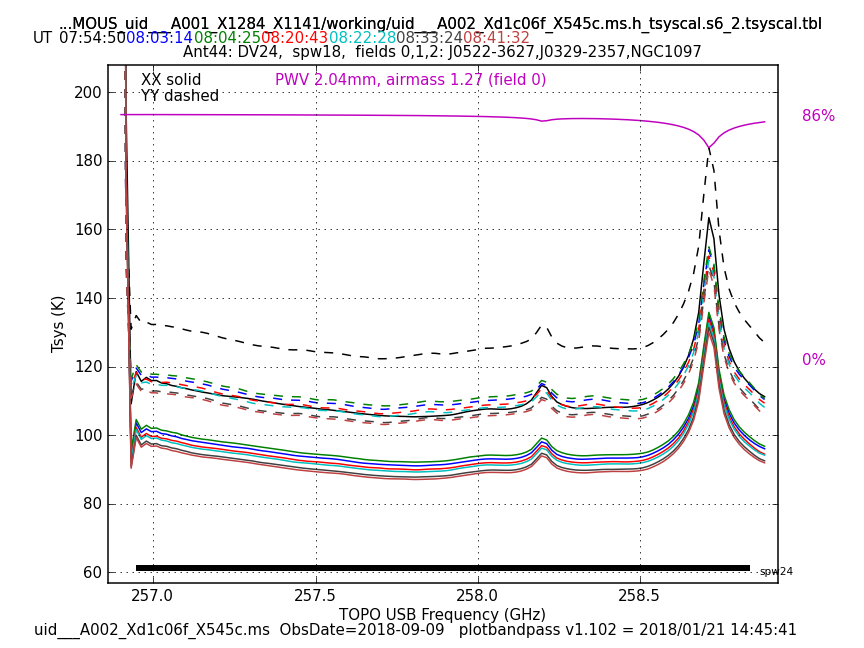 ...MOUS_uid___A001_X1284_X1141/working/uid___A002_Xd1c06f_X545c.ms.h_tsyscal.s6_2.tsyscal.tbl
UT 07:54:50 08:03:14 08:04:25 08:20:43 08:22:28 08:33:24 08:41:32
Ant44: DV24, spw18, fields 0,1,2: J0522-3627,J0329-2357,NGC1097
XX solid
YY dashed
PWV 2.04mm, airmass 1.27 (field 0)
86%
0%
200
180
160
140
120
100
80
60
Tsys (K)
spw24
257.0 257.5 258.0 258.5
TOPO USB Frequency (GHz)
uid___A002_Xd1c06f_X545c.ms ObsDate=2018-09-09 plotbandpass v1.102 = 2018/01/21 14:45:41